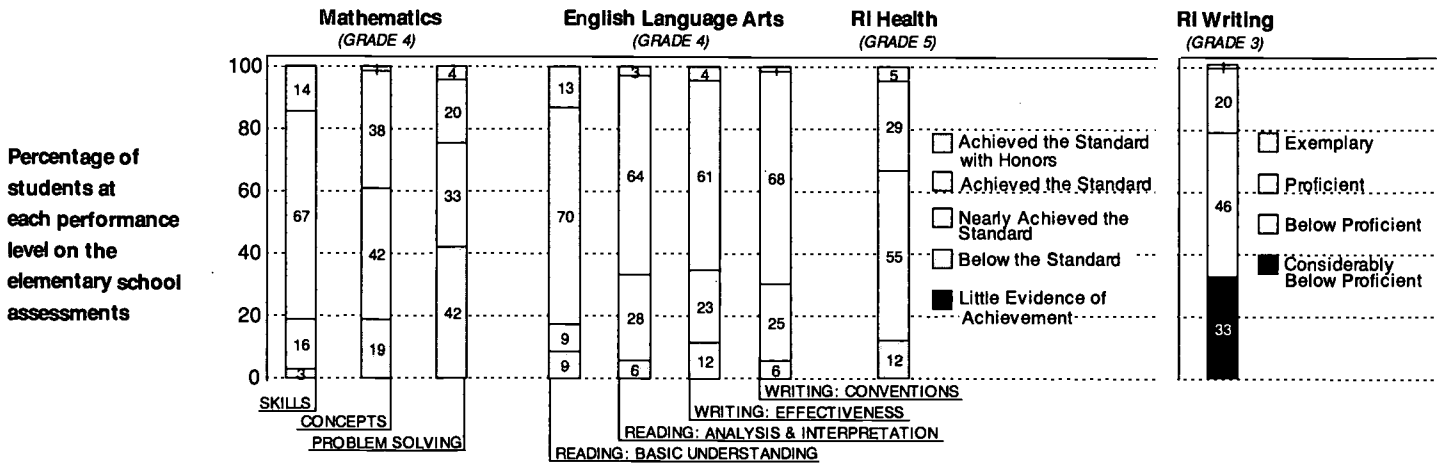 Mathematics
(GRADE 4)
English Language Arts
(GRADE 4)
RI Health
(GRADE 5)
RI Writing
(GRADE 3)
Percentage of
students at
each performance
level on the
elementary school
assessments
100
80
60
40
20
0
14
67
16
3
1
38
42
19
4
20
33
42
13
70
9
9
3
64
28
6
4
61
23
12
1
68
25
6
5
29
55
12
Achieved the Standard
with Honors
Achieved the Standard
Nearly Achieved the
Standard
Below the Standard
Little Evidence of
Achievement
1
20
46
33
Exemplary
Proficient
Below Proficient
Considerably
Below Proficient
SKILLS
CONCEPTS
PROBLEM SOLVING
WRITING: CONVENTIONS
WRITING: EFFECTIVENESS
READING: ANALYSIS & INTERPRETATION
READING: BASIC UNDERSTANDING